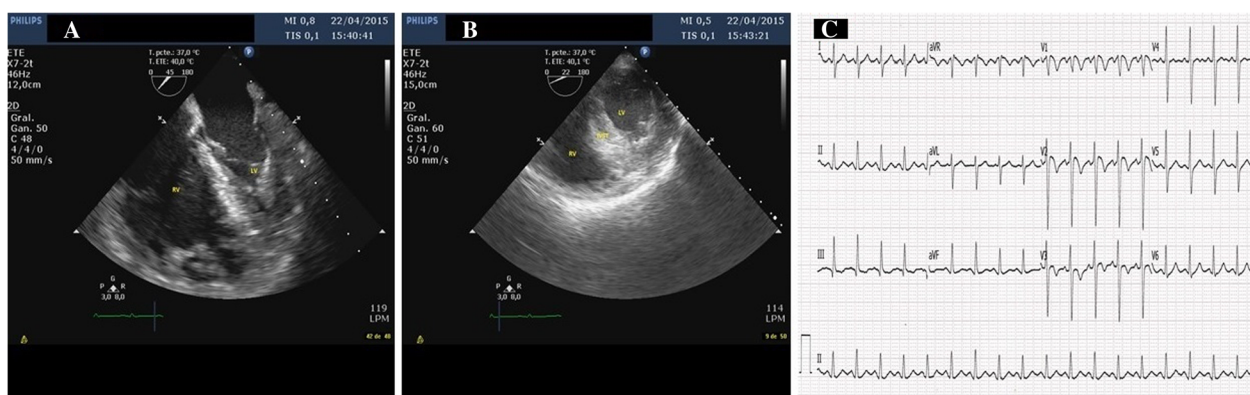 PHILIPS
A
MI 0,8 22/04/2015
TIS 0,1 15:40:41
ETE
X7-2t
46Hz
12,0cm
2D
Gral.
Gan. 50
C 48
4 / 4 / 0
50 mm/s
T. pcte.: 37,0 °C
T. ETE: 40,0 °C
0 45 180
P
LV
RV
G
P R
3,0 8,0
119
LPM
42 de 48
PHILIPS
B
MI 0,5 22/04/2015
TIS 0,1 15:43:21
ETE
X7-2t
46Hz
15,0cm
2D
Gral.
Gan. 60
C 51
4 / 4 / 0
50 mm/s
T. pcte.: 37,0 °C
T. ETE: 40,1 °C
0 22 180
P
LV
RV
G
P R
3,0 8,0
114
LPM
9 de 50
C
I aVR V1 V4
II aVL V2 V5
III aVF V3 V6
II